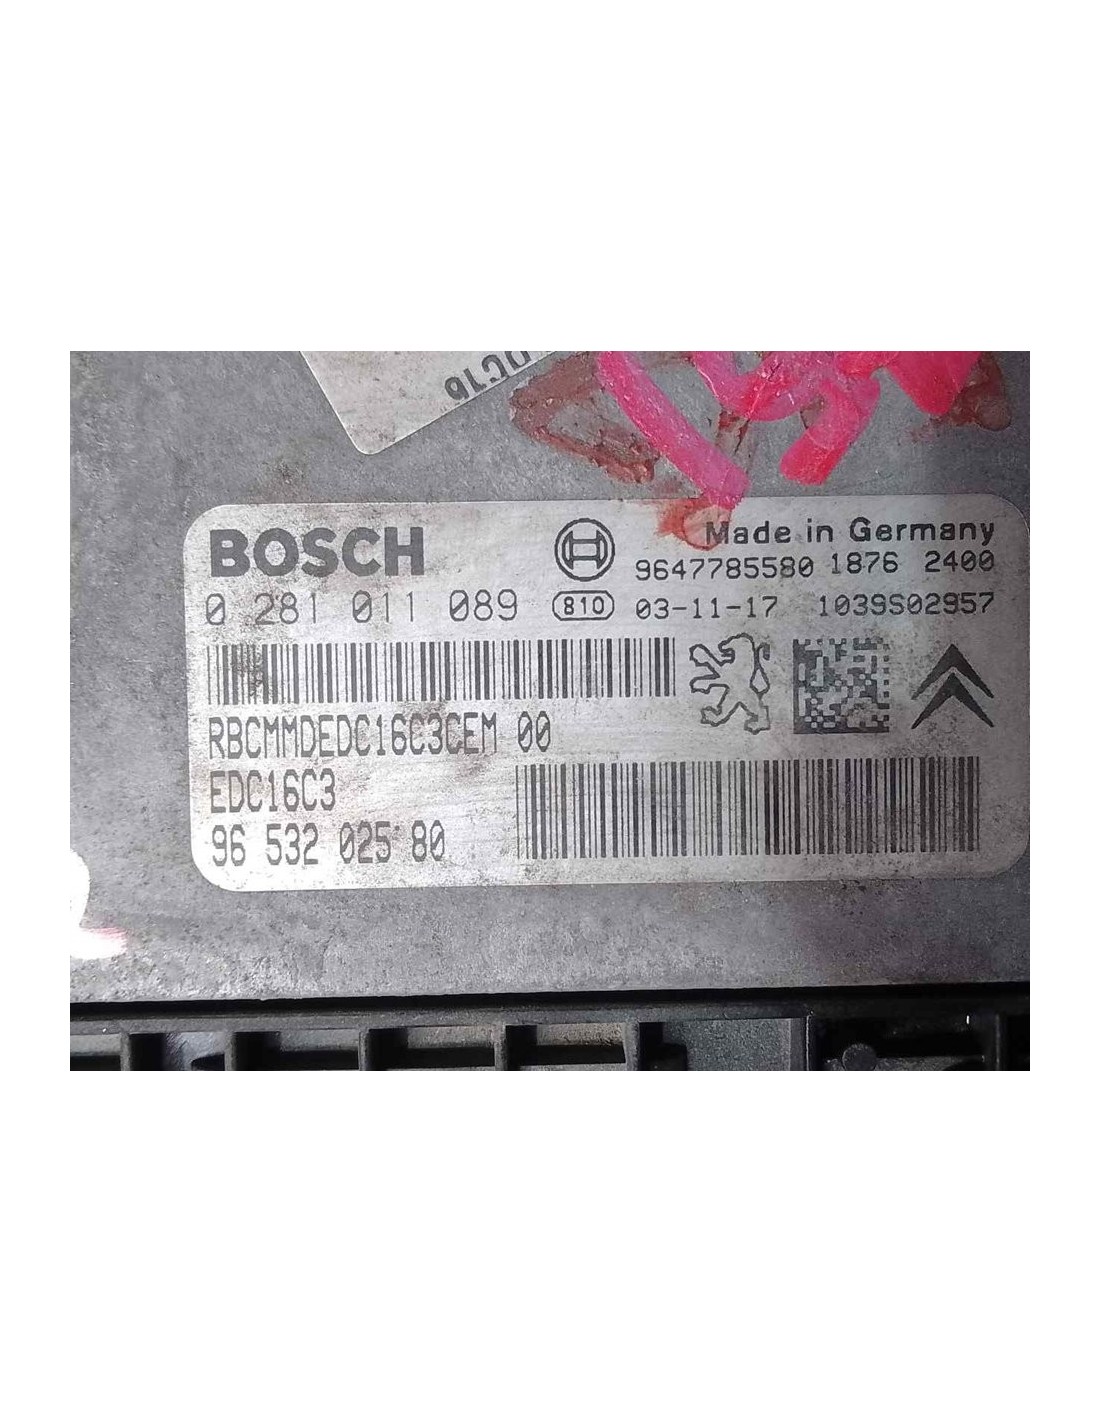 DC16
BOSCH
Made in Germany
9647785580 1876 2400
0 281 011 089 810 03-11-17 1039S02957
RBCMMDEDC16C3CEM 00
EDC16C3
96 532 025 80